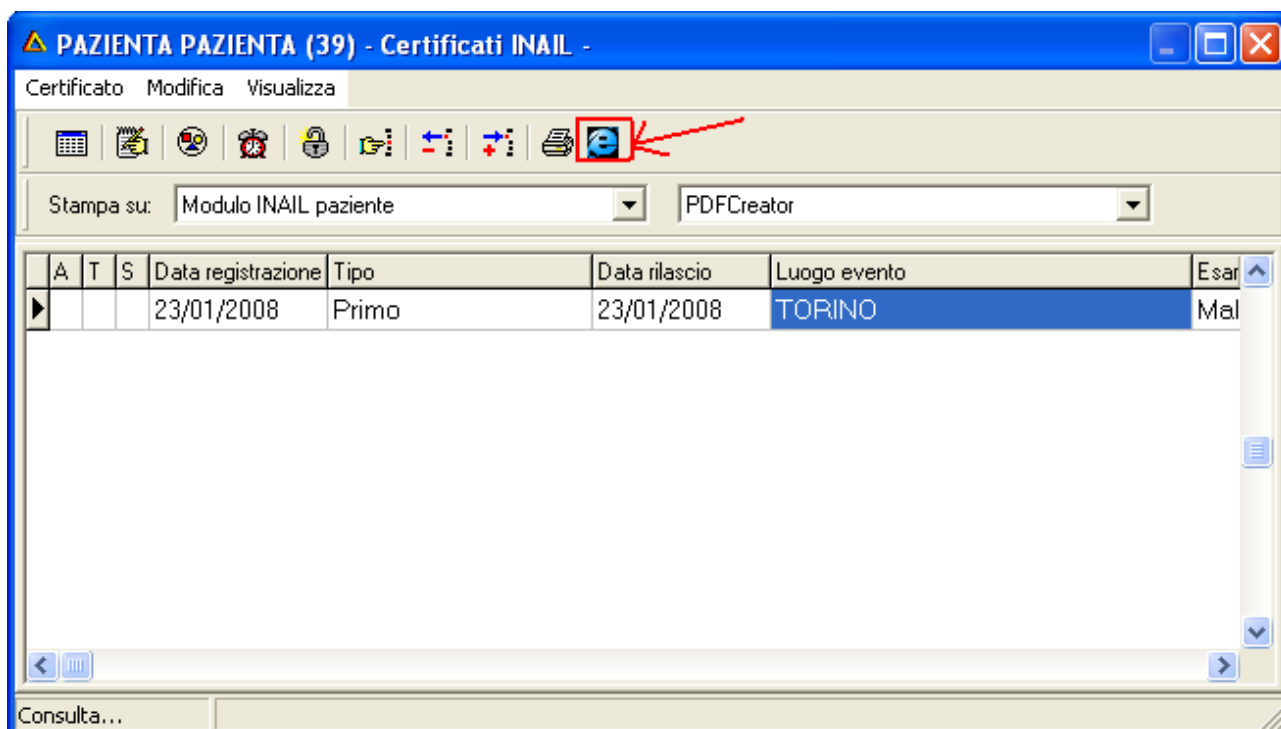 PAZIENTA PAZIENTA (39) - Certificati INAIL -
Certificato Modifica Visualizza
Stampa su: Modulo INAIL paziente PDFCreator
A T S Data registrazione Tipo Data rilascio Luogo evento Esar
23/01/2008 Primo 23/01/2008 TORINO Mal
Consulta...